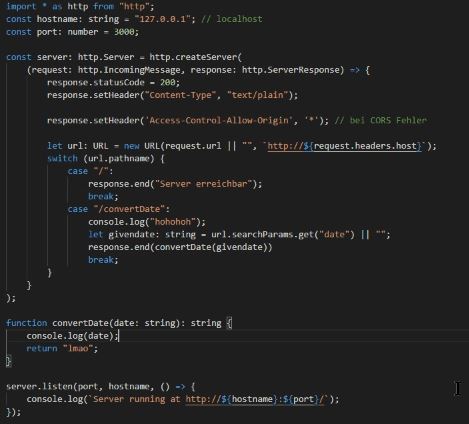 import * as http from "http";
const hostname: string = "127.0.0.1"; // localhost
const port: number = 3000;

const server: http.Server = http.createServer(
    (request: http.IncomingMessage, response: http.ServerResponse) => {
        response.statusCode = 200;
        response.setHeader("Content-Type", "text/plain");

        response.setHeader('Access-Control-Allow-Origin', '*'); // bei CORS Fehler

        let url: URL = new URL(request.url || "", `http://${request.headers.host}`);
        switch (url.pathname) {
            case "/":
                response.end("Server erreichbar");
                break;
            case "/convertDate":
                console.log("hohohoh");
                let givendate: string = url.searchParams.get("date") || "";
                response.end(convertDate(givendate))
                break;
        }
    }
);

function convertDate(date: string): string {
    console.log(date);
    return "lmao";
}

server.listen(port, hostname, () => {
    console.log(`Server running at http://${hostname}:${port}/`);
});